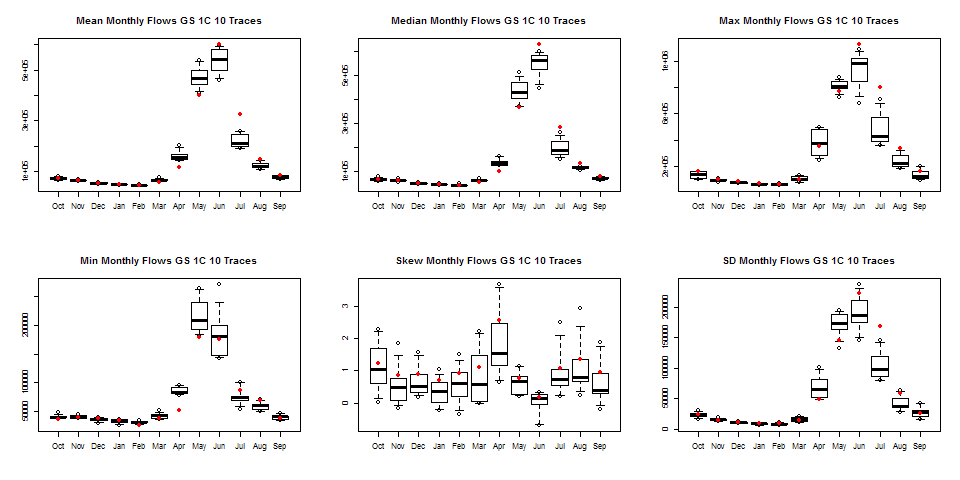 Mean Monthly Flows GS 1C 10 Traces
5e+05
3e+05
1e+05
Oct Nov Dec Jan Feb Mar Apr May Jun Jul Aug Sep
Median Monthly Flows GS 1C 10 Traces
5e+05
3e+05
1e+05
Oct Nov Dec Jan Feb Mar Apr May Jun Jul Aug Sep
Max Monthly Flows GS 1C 10 Traces
1e+06
6e+05
2e+05
Oct Nov Dec Jan Feb Mar Apr May Jun Jul Aug Sep
Min Monthly Flows GS 1C 10 Traces
200000
100000
50000
Oct Nov Dec Jan Feb Mar Apr May Jun Jul Aug Sep
Skew Monthly Flows GS 1C 10 Traces
3
2
1
0
Oct Nov Dec Jan Feb Mar Apr May Jun Jul Aug Sep
SD Monthly Flows GS 1C 10 Traces
200000
150000
100000
50000
0
Oct Nov Dec Jan Feb Mar Apr May Jun Jul Aug Sep